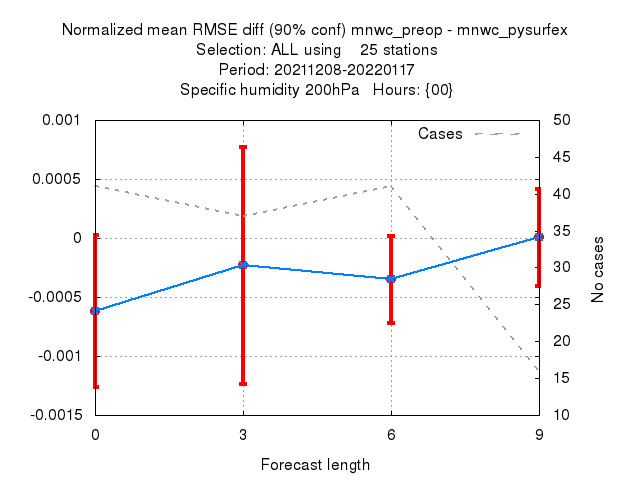 Normalized mean RMSE diff (90% conf) mnwc_preop - mnwc_pysurfex
Selection: ALL using    25 stations
Period: 20211208-20220117
Specific humidity 200hPa   Hours: {00}
Cases
0.001
0.0005
0
-0.0005
-0.001
-0.0015
50
45
40
35
30
25
20
15
10
No cases
0
3
6
9
Forecast length